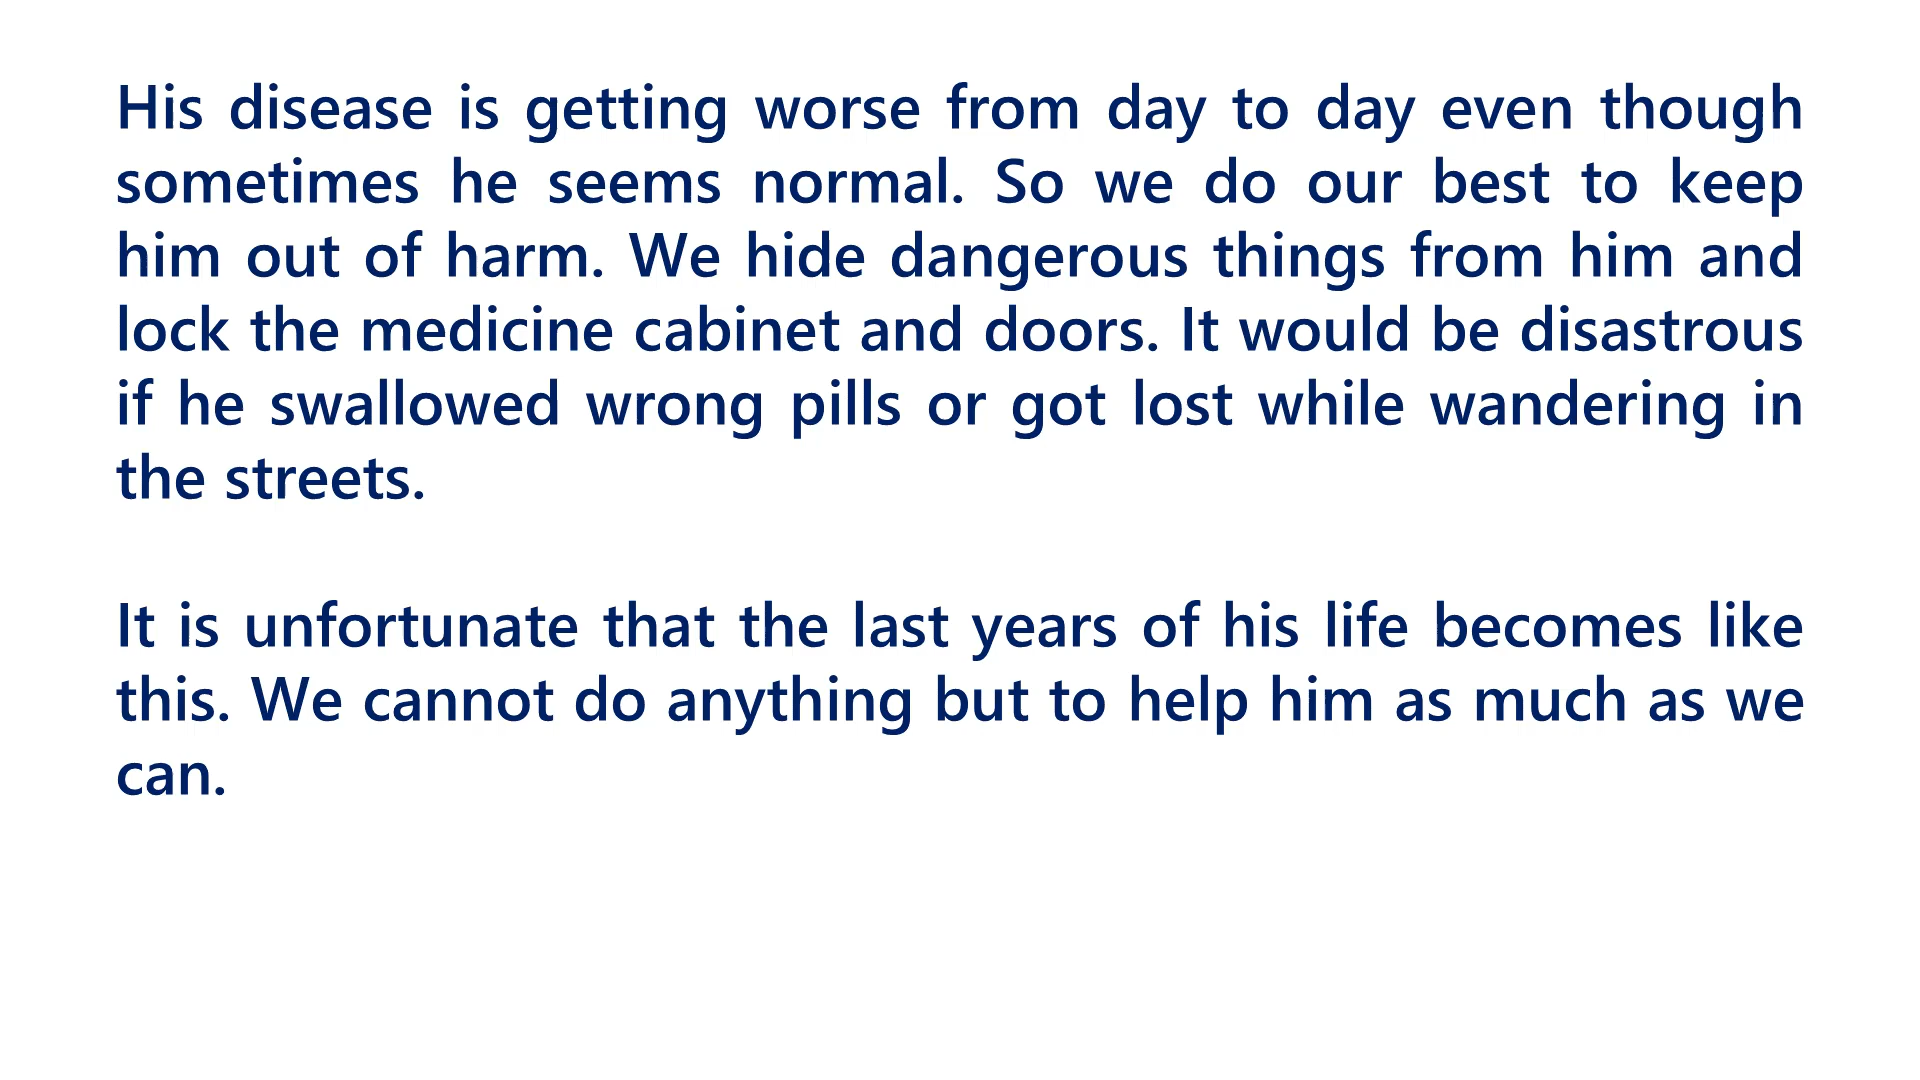 His disease is getting worse from day to day even though
sometimes he seems normal. So we do our best to keep
him out of harm. We hide dangerous things from him and
lock the medicine cabinet and doors. It would be disastrous
if he swallowed wrong pills or got lost while wandering in
the streets.
It is unfortunate that the last years of his life becomes like
this. We cannot do anything but to help him as much as we
can.